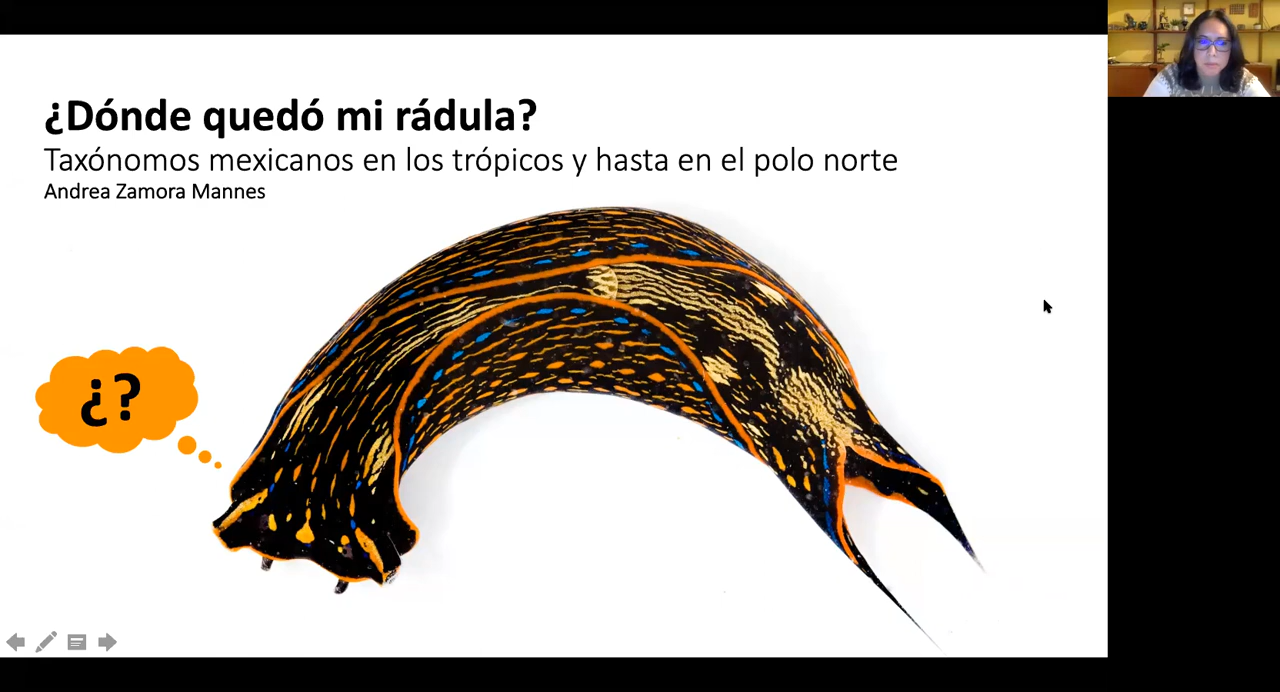 ¿Dónde quedó mi rádula?
Taxónomos mexicanos en los trópicos y hasta en el polo norte
Andrea Zamora Mannes
¿?